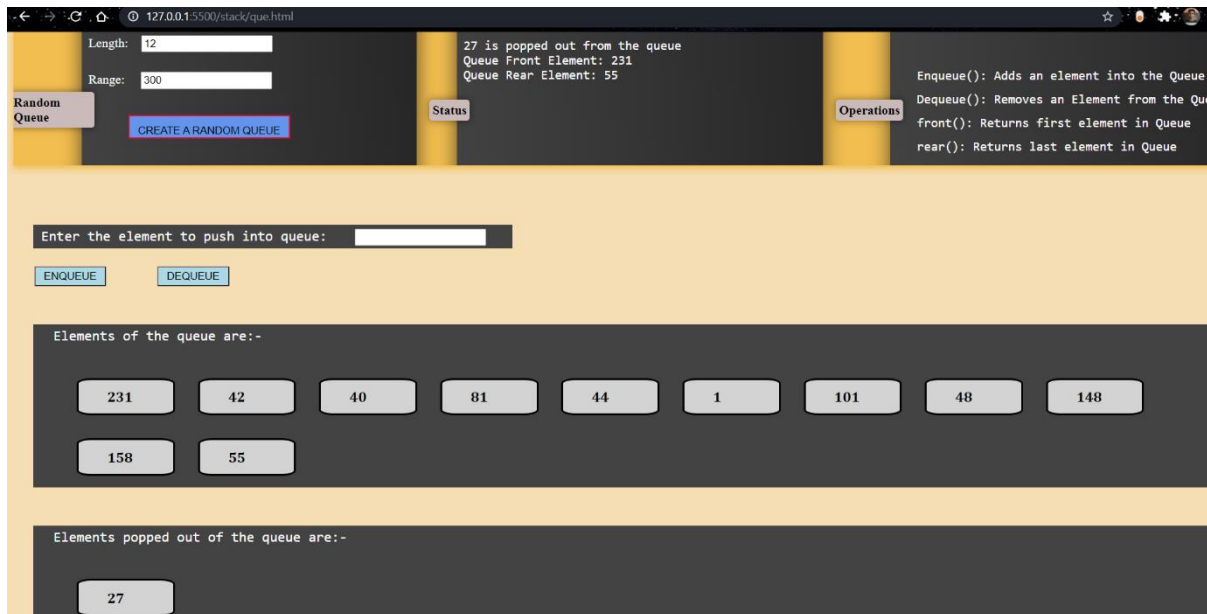 127.0.0.1:5500/stack/que.html
Length: 12
Range: 300
Random
Queue
CREATE A RANDOM QUEUE
Status
27 is popped out from the queue
Queue Front Element: 231
Queue Rear Element: 55
Operations
Enqueue(): Adds an element into the Queue
Dequeue(): Removes an Element from the Que
front(): Returns first element in Queue
rear(): Returns last element in Queue
Enter the element to push into queue:
ENQUEUE DEQUEUE
Elements of the queue are:-
231 42 40 81 44 1 101 48 148
158 55
Elements popped out of the queue are:-
27